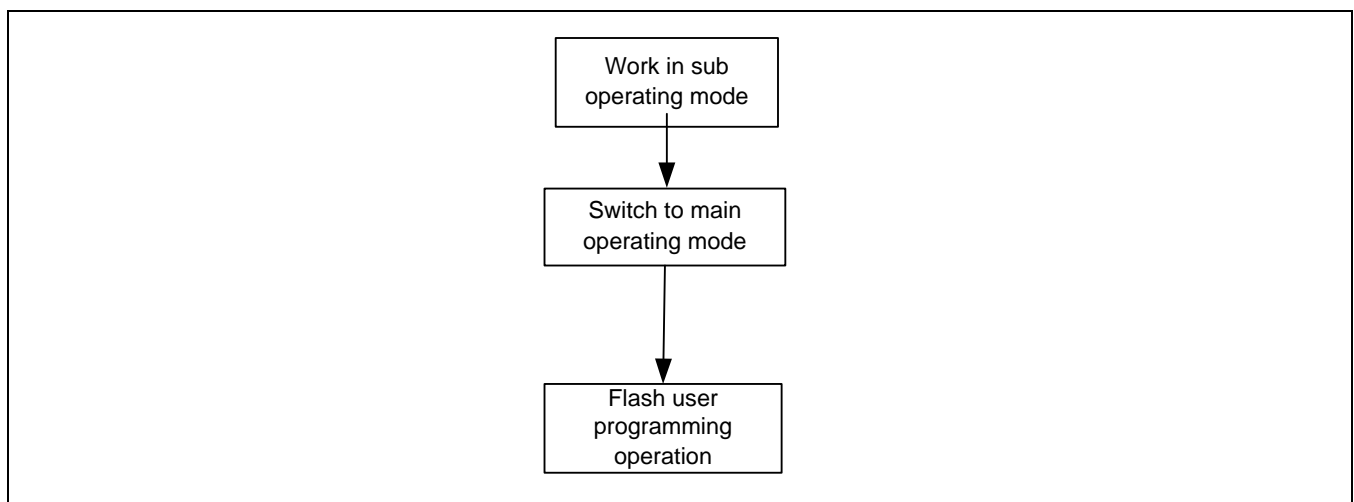 Work in sub
operating mode
Switch to main
operating mode
Flash user
programming
operation